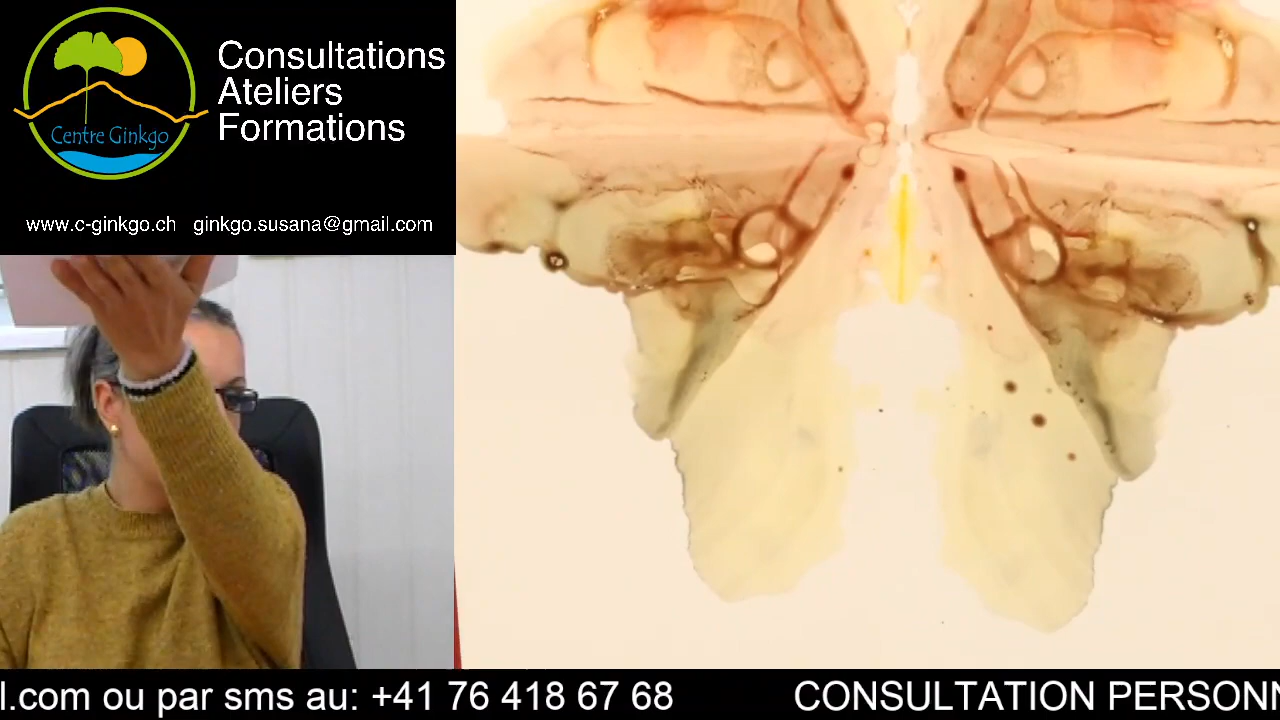 Consultations
Ateliers
Formations
Centre Ginkgo
www.c-ginkgo.ch ginkgo.susana@gmail.com
l.com ou par sms au: +41 76 418 67 68 CONSULTATION PERSONN